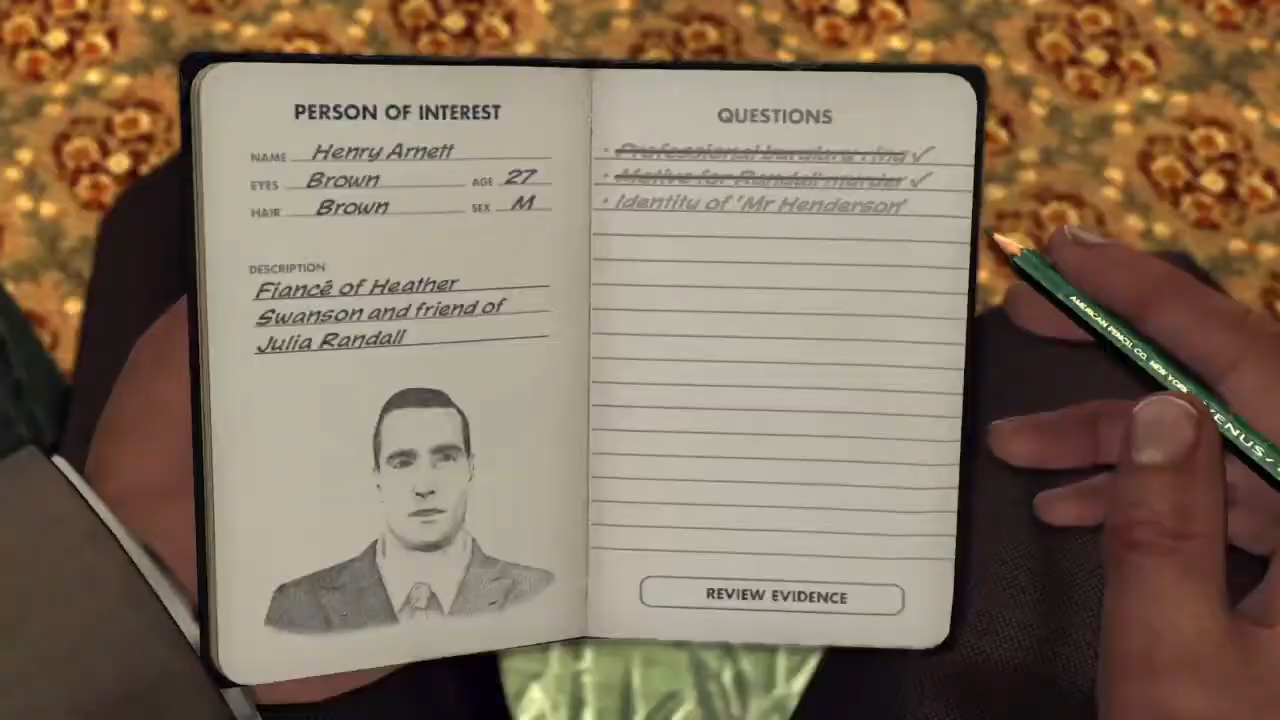 PERSON OF INTEREST
NAME Henry Arnett
EYES Brown AGE 27
HAIR Brown SEX M
DESCRIPTION
Fiancé of Heather
Swanson and friend of
Julia Randall
QUESTIONS
• Professional burglary ring ✓
• Motive for Randall murder ✓
• Identity of 'Mr Henderson'
REVIEW EVIDENCE
AMERICAN PENCIL CO. NEW YORK VENUS